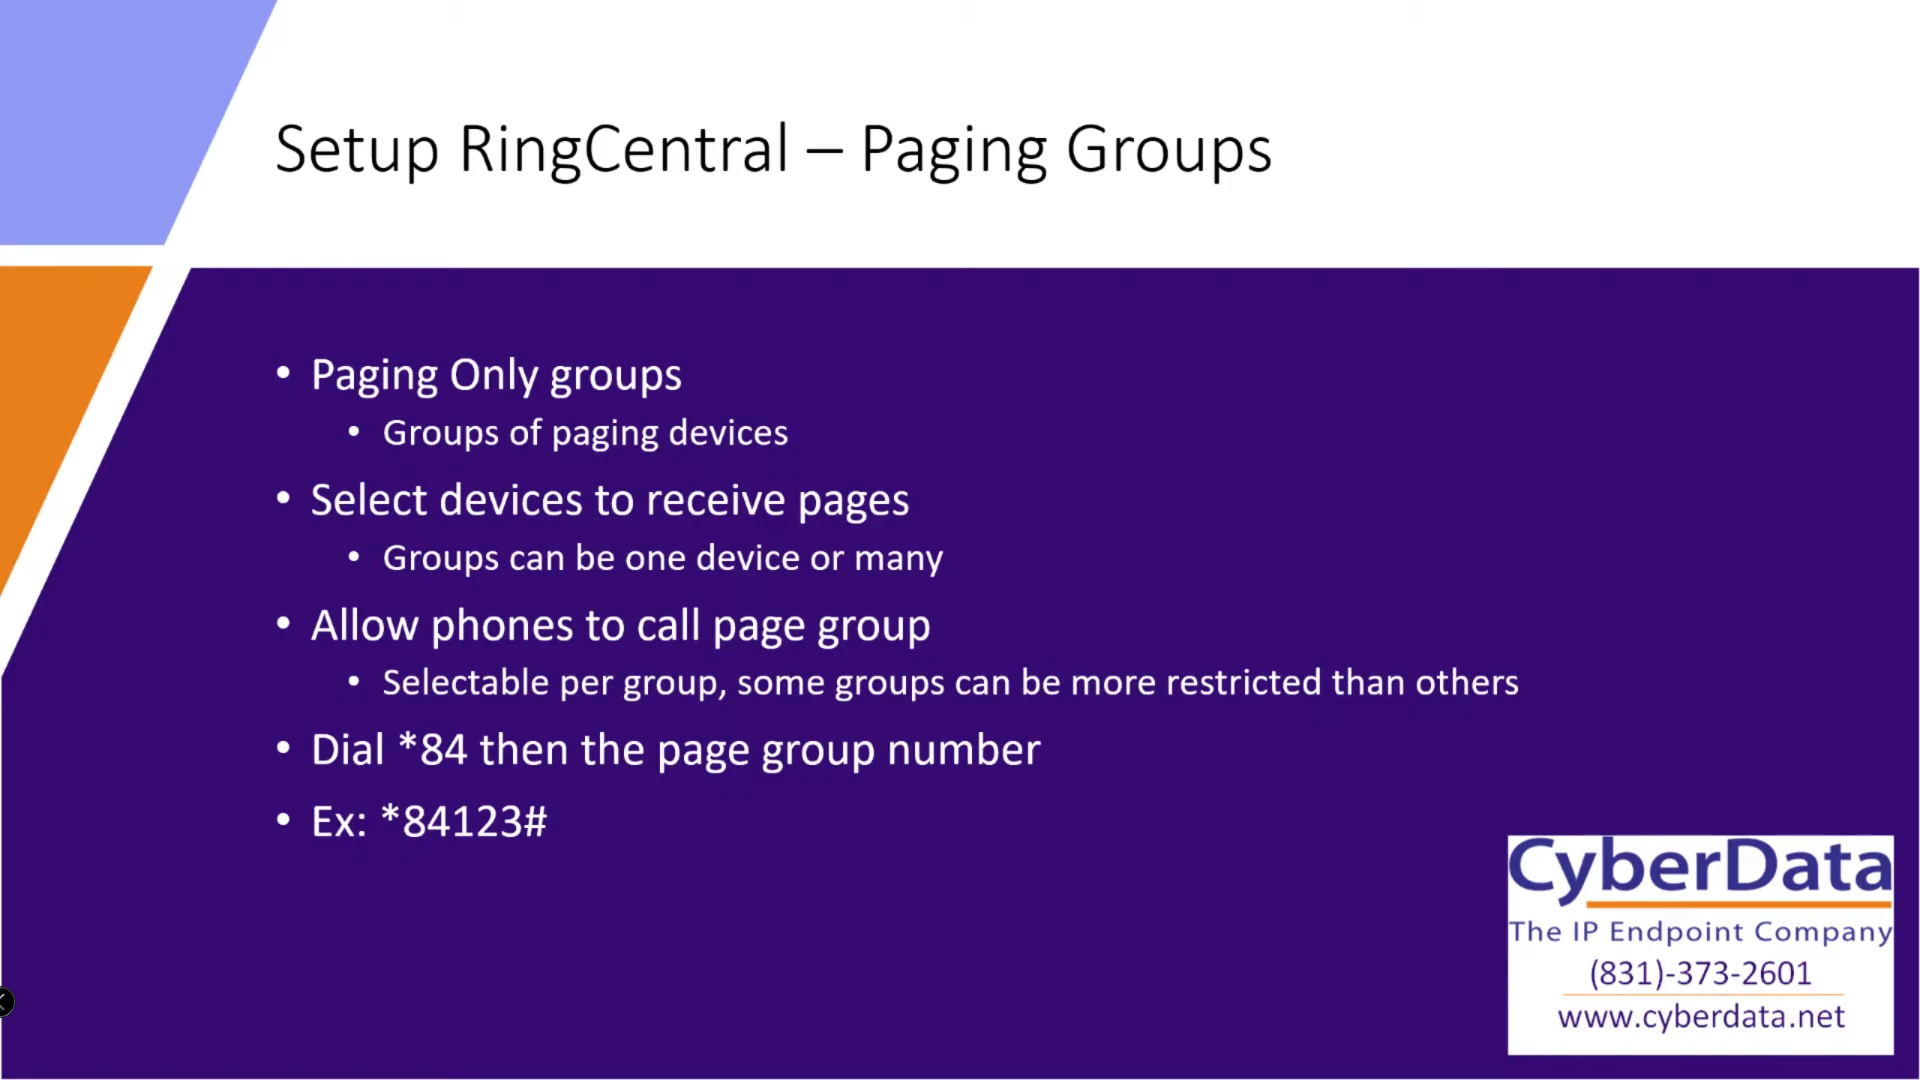 Setup RingCentral – Paging Groups
• Paging Only groups
• Groups of paging devices
• Select devices to receive pages
• Groups can be one device or many
• Allow phones to call page group
• Selectable per group, some groups can be more restricted than others
• Dial *84 then the page group number
• Ex: *84123#
CyberData
The IP Endpoint Company
(831)-373-2601
www.cyberdata.net